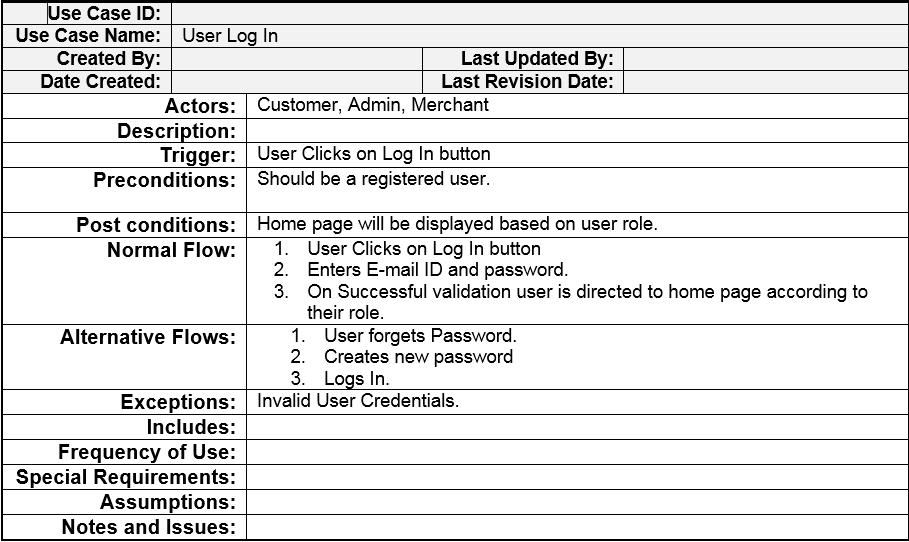 Use Case ID:
Use Case Name: User Log In
Created By: Last Updated By:
Date Created: Last Revision Date:
Actors: Customer, Admin, Merchant
Description:
Trigger: User Clicks on Log In button
Preconditions: Should be a registered user.
Post conditions: Home page will be displayed based on user role.
Normal Flow: 1. User Clicks on Log In button
2. Enters E-mail ID and password.
3. On Successful validation user is directed to home page according to
their role.
Alternative Flows: 1. User forgets Password.
2. Creates new password
3. Logs In.
Exceptions: Invalid User Credentials.
Includes:
Frequency of Use:
Special Requirements:
Assumptions:
Notes and Issues: